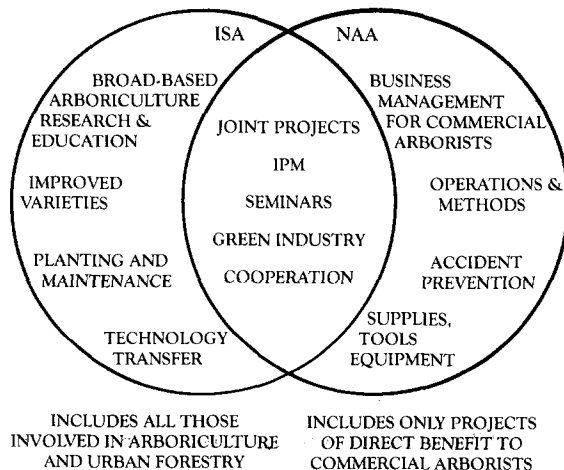 ISA
NAA
BROAD-BASED
ARBORICULTURE
RESEARCH &
EDUCATION
IMPROVED
VARIETIES
PLANTING AND
MAINTENANCE
TECHNOLOGY
TRANSFER
JOINT PROJECTS
IPM
SEMINARS
GREEN INDUSTRY
COOPERATION
BUSINESS
MANAGEMENT
FOR COMMERCIAL
ARBORISTS
OPERATIONS &
METHODS
ACCIDENT
PREVENTION
SUPPLIES,
TOOLS
EQUIPMENT
INCLUDES ALL THOSE
INVOLVED IN ARBORICULTURE
AND URBAN FORESTRY
INCLUDES ONLY PROJECTS
OF DIRECT BENEFIT TO
COMMERCIAL ARBORISTS